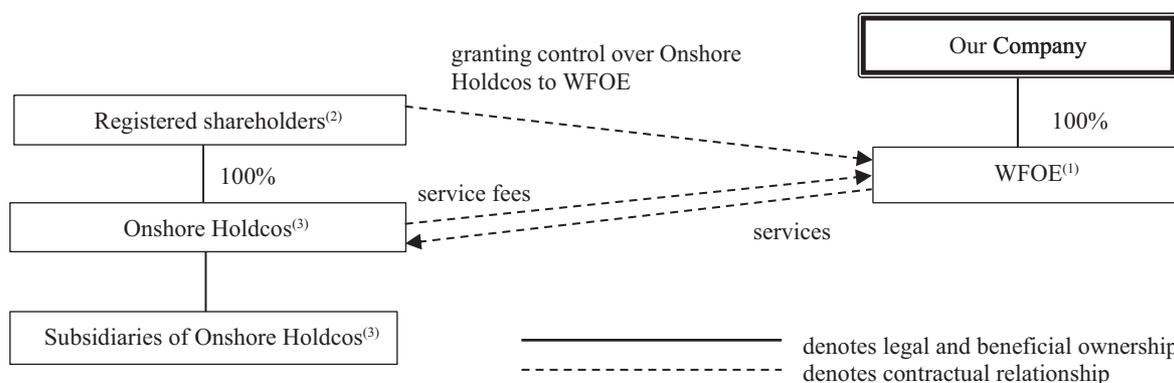 granting control over Onshore
Holdcos to WFOE
Our Company
Registered shareholders(2)
100%
100%
WFOE(1)
service fees
Onshore Holdcos(3)
services
Subsidiaries of Onshore Holdcos(3)
denotes legal and beneficial ownership
denotes contractual relationship